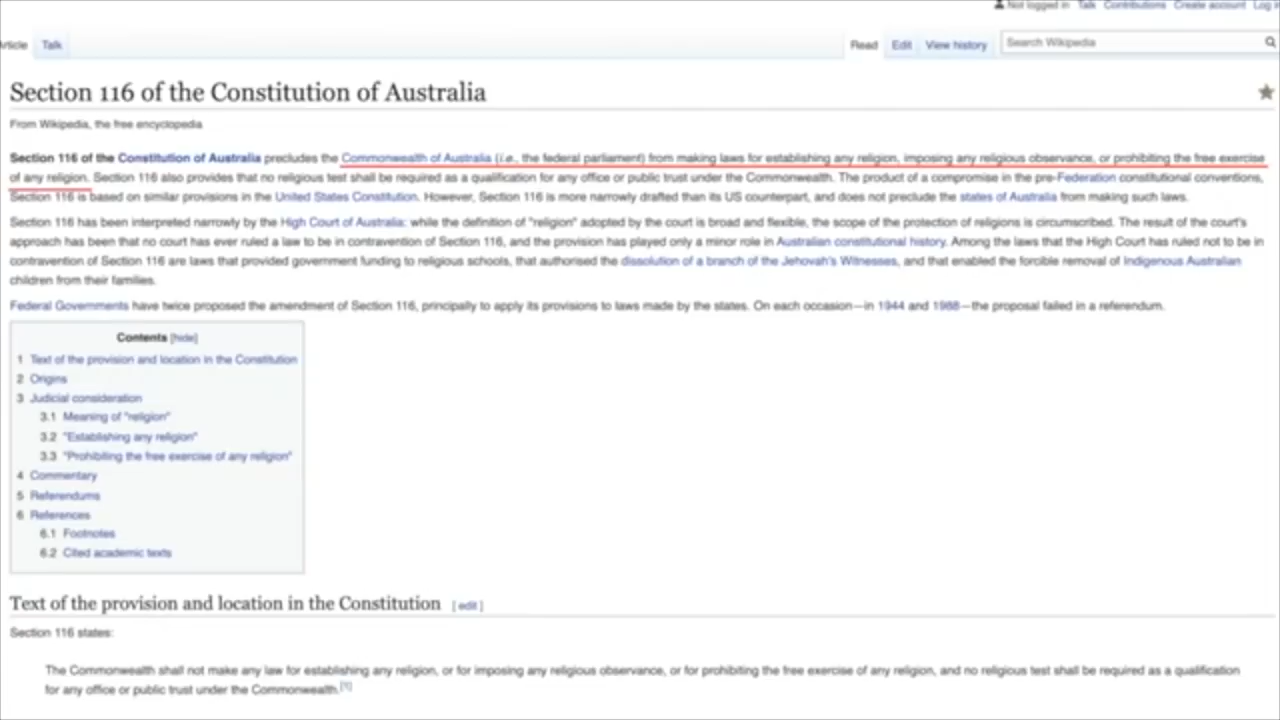 Not logged in Talk Contributions Create account Log in
Article Talk Read Edit View history Search Wikipedia
Section 116 of the Constitution of Australia
From Wikipedia, the free encyclopedia
Section 116 of the Constitution of Australia precludes the Commonwealth of Australia (i.e., the federal parliament) from making laws for establishing any religion, imposing any religious observance, or prohibiting the free exercise
of any religion. Section 116 also provides that no religious test shall be required as a qualification for any office or public trust under the Commonwealth. The product of a compromise in the pre-Federation constitutional conventions,
Section 116 is based on similar provisions in the United States Constitution. However, Section 116 is more narrowly drafted than its US counterpart, and does not preclude the states of Australia from making such laws.
Section 116 has been interpreted narrowly by the High Court of Australia: while the definition of "religion" adopted by the court is broad and flexible, the scope of the protection of religions is circumscribed. The result of the court's
approach has been that no court has ever ruled a law to be in contravention of Section 116, and the provision has played only a minor role in Australian constitutional history. Among the laws that the High Court has ruled not to be in
contravention of Section 116 are laws that provided government funding to religious schools, that authorised the dissolution of a branch of the Jehovah's Witnesses, and that enabled the forcible removal of Indigenous Australian
children from their families.
Federal Governments have twice proposed the amendment of Section 116, principally to apply its provisions to laws made by the states. On each occasion—in 1944 and 1988—the proposal failed in a referendum.
Contents [hide]
1 Text of the provision and location in the Constitution
2 Origins
3 Judicial consideration
3.1 Meaning of "religion"
3.2 "Establishing any religion"
3.3 "Prohibiting the free exercise of any religion"
4 Commentary
5 Referendums
6 References
6.1 Footnotes
6.2 Cited academic texts
Text of the provision and location in the Constitution [edit]
Section 116 states:
The Commonwealth shall not make any law for establishing any religion, or for imposing any religious observance, or for prohibiting the free exercise of any religion, and no religious test shall be required as a qualification
for any office or public trust under the Commonwealth.[1]